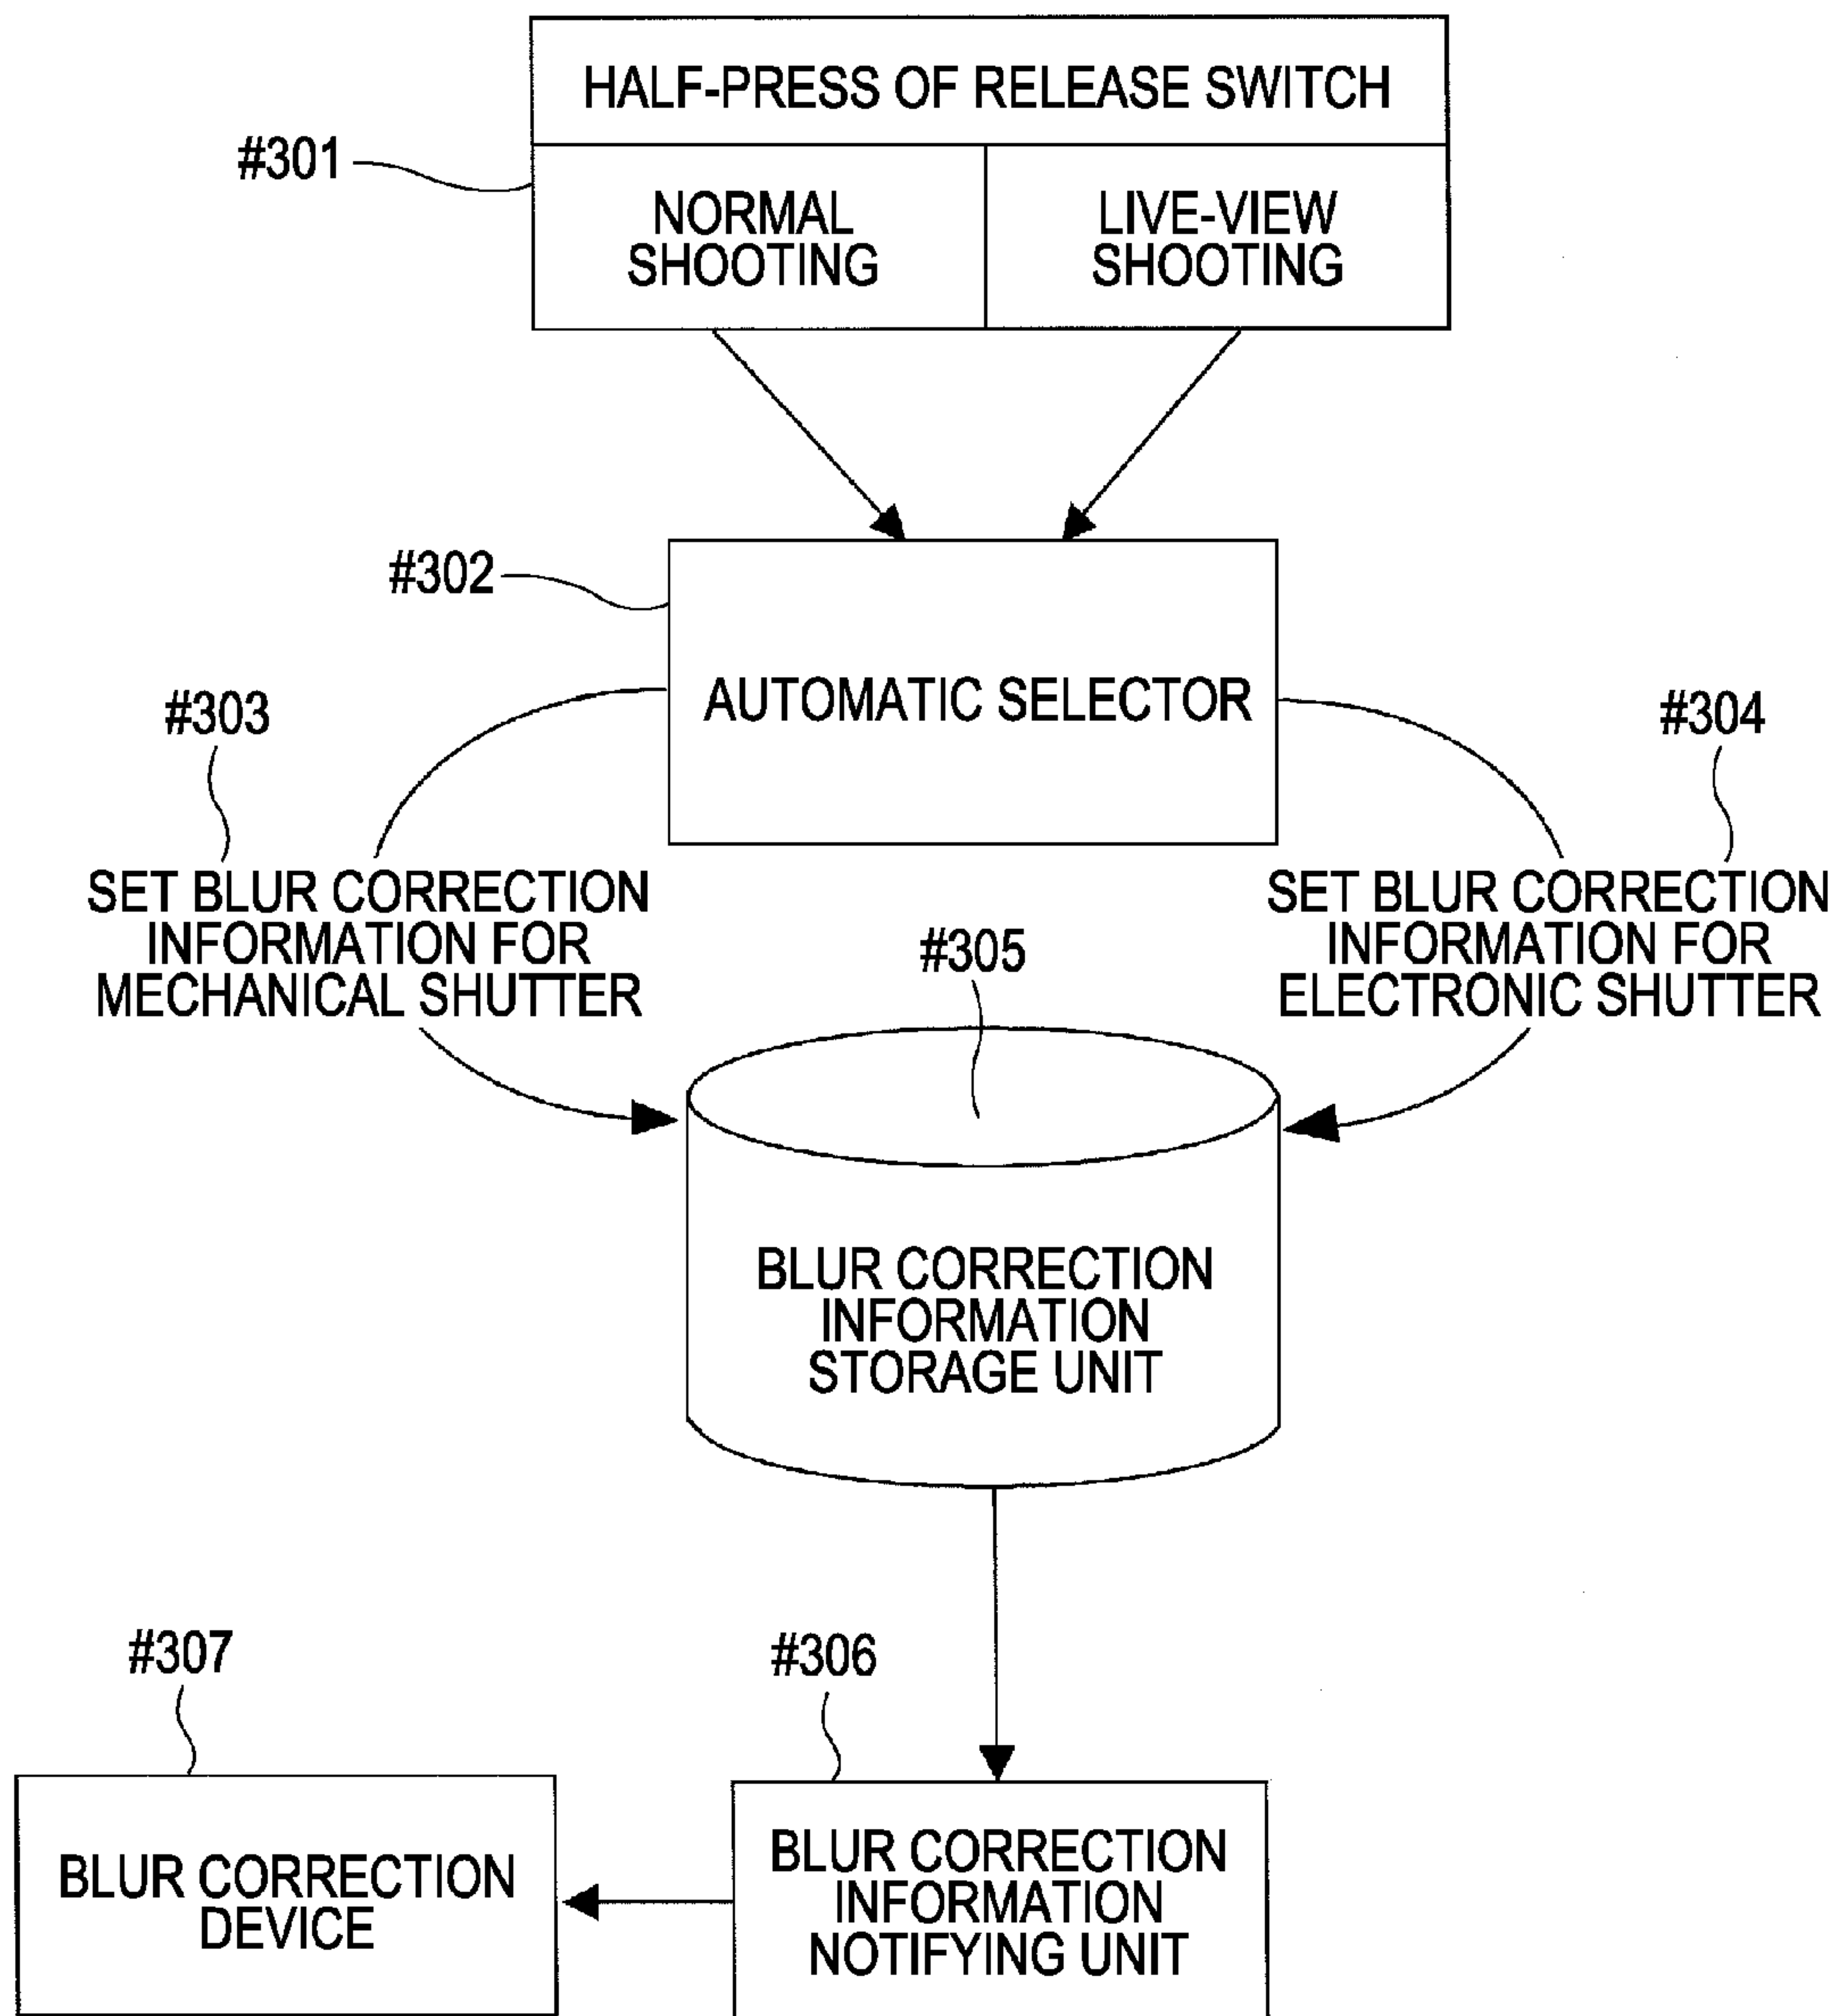 HALF-PRESS OF RELEASE SWITCH
#301
NORMAL
SHOOTING
LIVE-VIEW
SHOOTING
#302
AUTOMATIC SELECTOR
#303
SET BLUR CORRECTION
INFORMATION FOR
MECHANICAL SHUTTER
#304
SET BLUR CORRECTION
INFORMATION FOR
ELECTRONIC SHUTTER
#305
BLUR CORRECTION
INFORMATION
STORAGE UNIT
#307
BLUR CORRECTION
DEVICE
#306
BLUR CORRECTION
INFORMATION
NOTIFYING UNIT